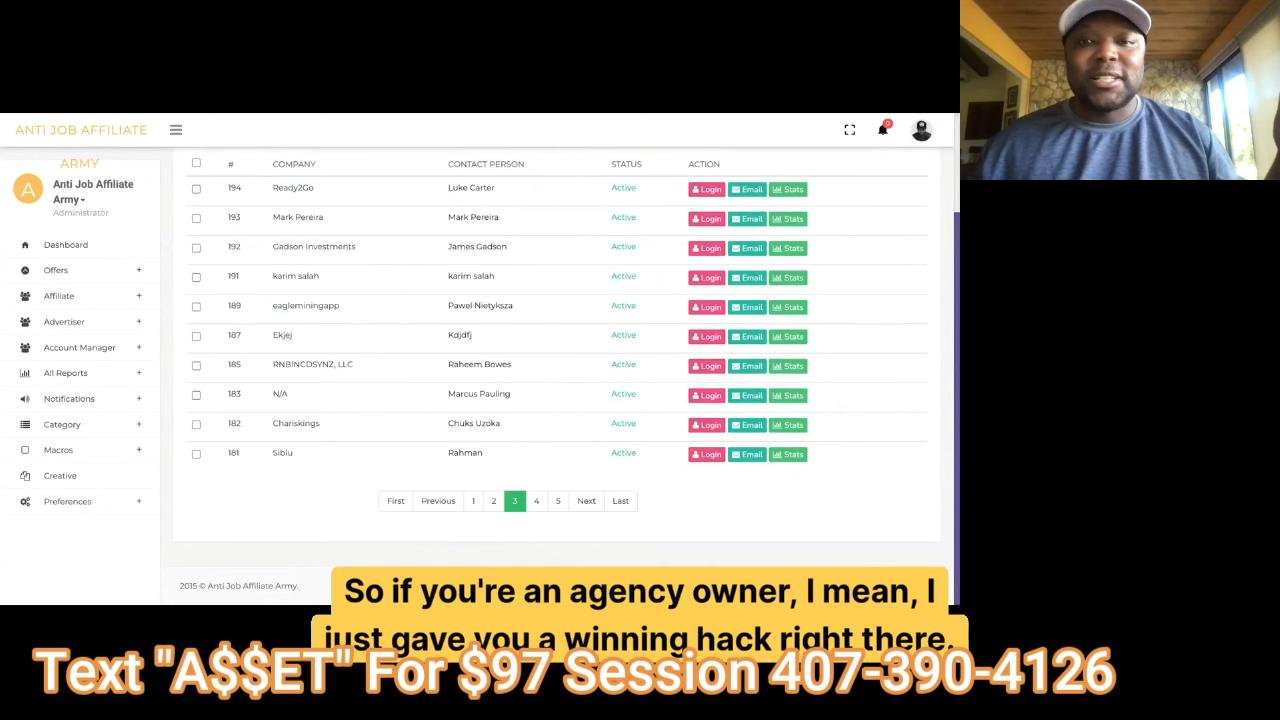 ANTI JOB AFFILIATE
ARMY
0
A
Anti Job Affiliate
Army
Administrator
Dashboard
Offers +
Affiliate +
Advertiser +
Account Manager +
All Reports +
Notifications +
Category +
Macros +
Creative
Preferences +
# COMPANY CONTACT PERSON STATUS ACTION
194 Ready2Go Luke Carter Active Login Email Stats
193 Mark Pereira Mark Pereira Active Login Email Stats
192 Gadson Investments James Gadson Active Login Email Stats
191 karim salah karim salah Active Login Email Stats
189 eagleminingapp Pawel Nietyksza Active Login Email Stats
187 Ekjej Kdjdfj Active Login Email Stats
185 RNBINCDSYNZ, LLC Raheem Bowes Active Login Email Stats
183 N/A Marcus Pauling Active Login Email Stats
182 Chariskings Chuks Uzoka Active Login Email Stats
181 Siblu Rahman Active Login Email Stats
First Previous 1 2 3 4 5 Next Last
2015 © Anti Job Affiliate Army.
So if you're an agency owner, I mean, I
just gave you a winning hack right there.
Text "A$$ET" For $97 Session 407-390-4126